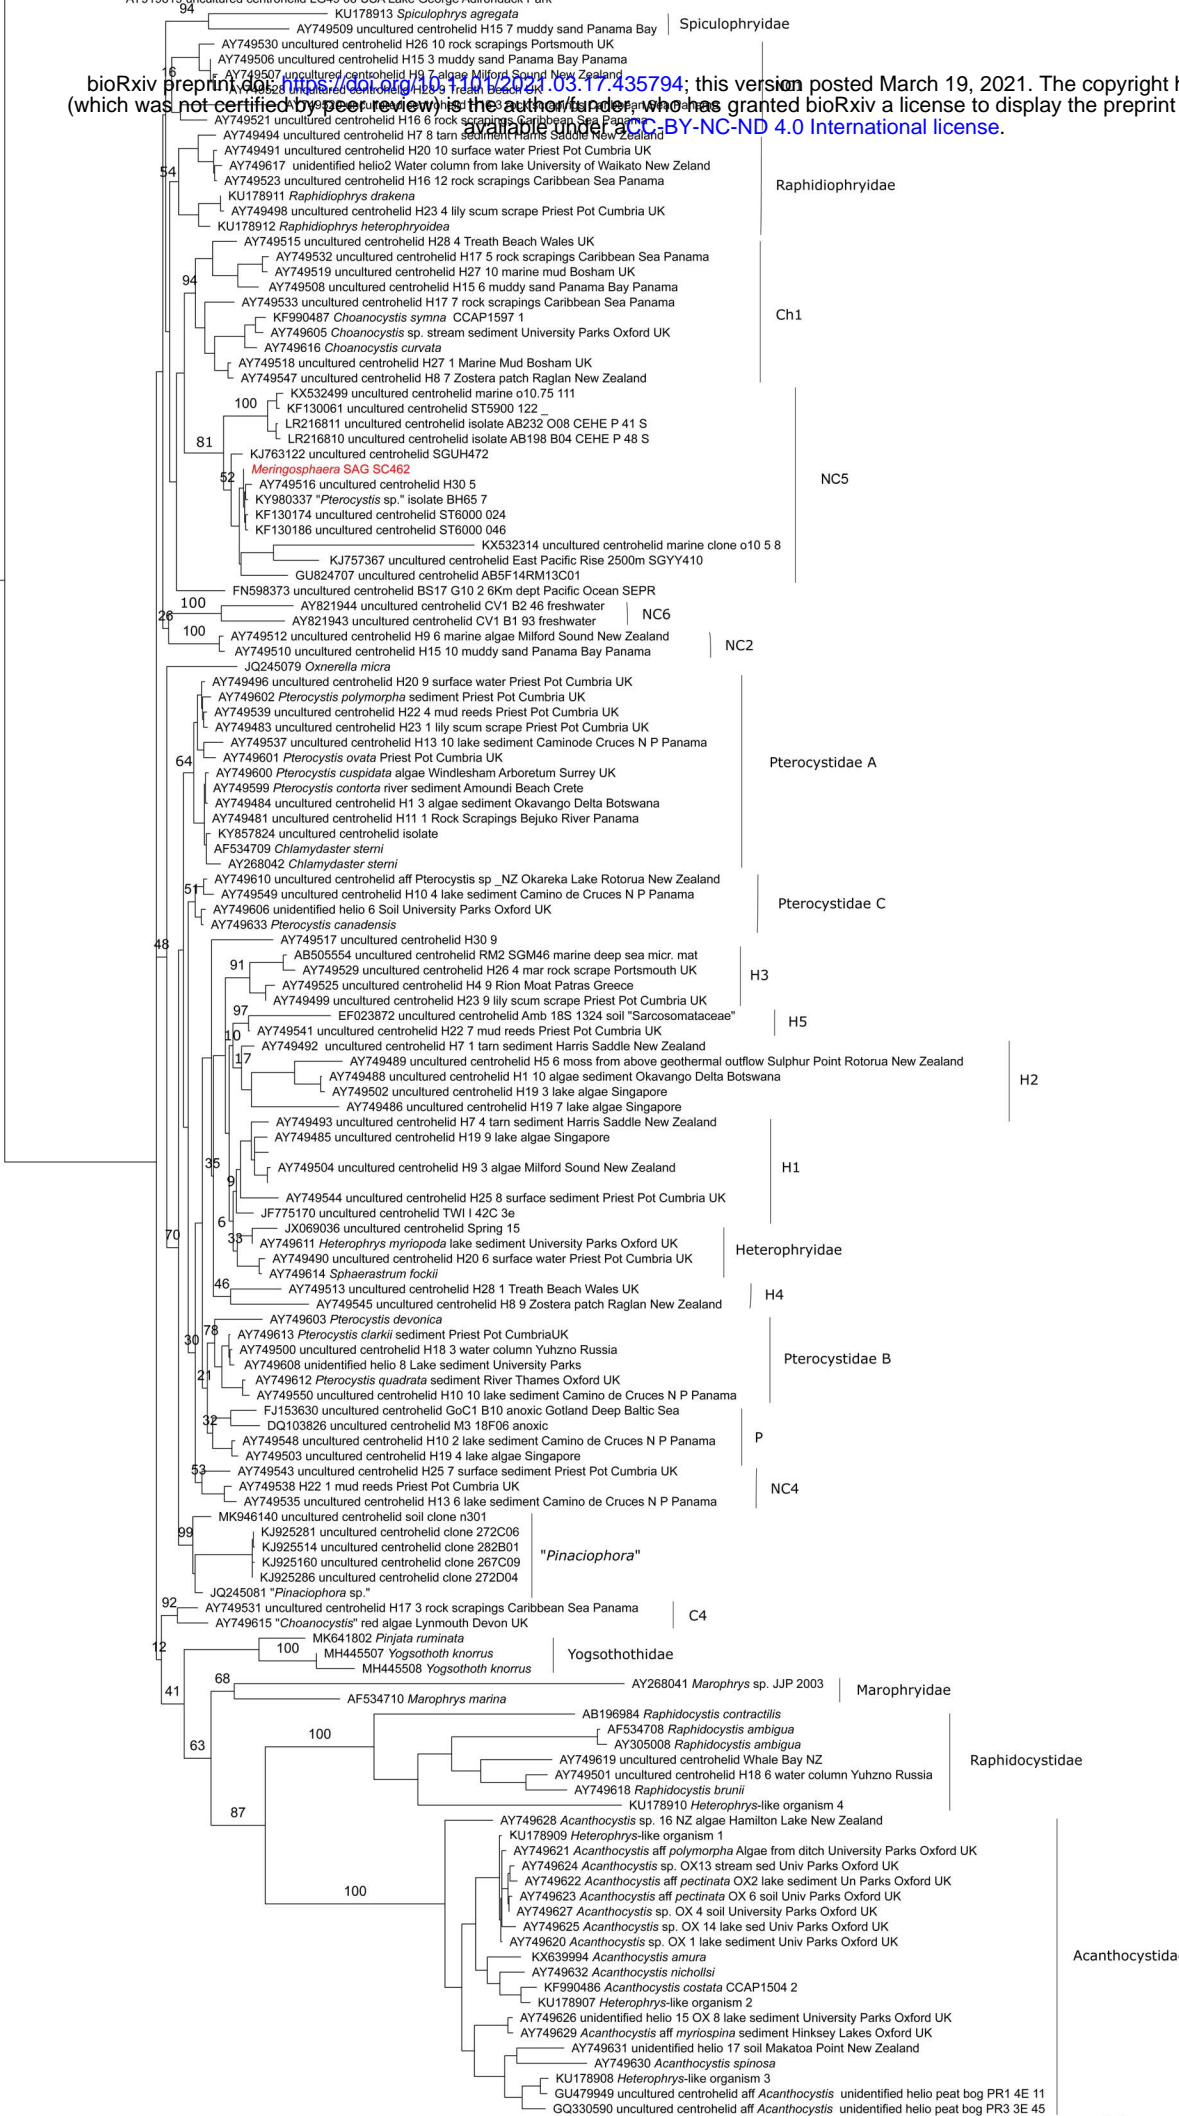 94
KU178913 Spiculophrys agregata
AY749509 uncultured centrohelid H15 7 muddy sand Panama Bay
Spiculophryidae
AY749530 uncultured centrohelid H26 10 rock scrapings Portsmouth UK
AY749506 uncultured centrohelid H15 3 muddy sand Panama Bay Panama
16
AY749507 uncultured centrohelid H9 7 algae Milford Sound New Zealand
bioRxiv preprint doi: https://doi.org/10.1101/2021.03.17.435794; this version posted March 19, 2021. The copyright h
(which was not certified by peer review) is the author/funder, who has granted bioRxiv a license to display the preprint
available under aCC-BY-NC-ND 4.0 International license.
AY749521 uncultured centrohelid H16 6 rock scrapings Caribbean Sea Panama
AY749494 uncultured centrohelid H7 8 tarn sediment Harris Saddle New Zealand
AY749491 uncultured centrohelid H20 10 surface water Priest Pot Cumbria UK
AY749617 unidentified helio2 Water column from lake University of Waikato New Zeland
54
AY749523 uncultured centrohelid H16 12 rock scrapings Caribbean Sea Panama
Raphidiophryidae
KU178911 Raphidiophrys drakena
AY749498 uncultured centrohelid H23 4 lily scum scrape Priest Pot Cumbria UK
KU178912 Raphidiophrys heterophryoidea
AY749515 uncultured centrohelid H28 4 Treath Beach Wales UK
AY749532 uncultured centrohelid H17 5 rock scrapings Caribbean Sea Panama
AY749519 uncultured centrohelid H27 10 marine mud Bosham UK
94
AY749508 uncultured centrohelid H15 6 muddy sand Panama Bay Panama
AY749533 uncultured centrohelid H17 7 rock scrapings Caribbean Sea Panama
KF990487 Choanocystis symna CCAP1597 1
Ch1
AY749605 Choanocystis sp. stream sediment University Parks Oxford UK
AY749616 Choanocystis curvata
AY749518 uncultured centrohelid H27 1 Marine Mud Bosham UK
AY749547 uncultured centrohelid H8 7 Zostera patch Raglan New Zealand
KX532499 uncultured centrohelid marine o10.75 111
100
KF130061 uncultured centrohelid ST5900 122 _
LR216811 uncultured centrohelid isolate AB232 O08 CEHE P 41 S
LR216810 uncultured centrohelid isolate AB198 B04 CEHE P 48 S
81
KJ763122 uncultured centrohelid SGUH472
Meringosphaera SAG SC462
52
AY749516 uncultured centrohelid H30 5
NC5
KY980337 "Pterocystis sp." isolate BH65 7
KF130174 uncultured centrohelid ST6000 024
KF130186 uncultured centrohelid ST6000 046
KX532314 uncultured centrohelid marine clone o10 5 8
KJ757367 uncultured centrohelid East Pacific Rise 2500m SGYY410
GU824707 uncultured centrohelid AB5F14RM13C01
FN598373 uncultured centrohelid BS17 G10 2 6Km dept Pacific Ocean SEPR
100
AY821944 uncultured centrohelid CV1 B2 46 freshwater
26
NC6
AY821943 uncultured centrohelid CV1 B1 93 freshwater
100
AY749512 uncultured centrohelid H9 6 marine algae Milford Sound New Zealand
NC2
AY749510 uncultured centrohelid H15 10 muddy sand Panama Bay Panama
JQ245079 Oxnerella micra
AY749496 uncultured centrohelid H20 9 surface water Priest Pot Cumbria UK
AY749602 Pterocystis polymorpha sediment Priest Pot Cumbria UK
AY749539 uncultured centrohelid H22 4 mud reeds Priest Pot Cumbria UK
AY749483 uncultured centrohelid H23 1 lily scum scrape Priest Pot Cumbria UK
AY749537 uncultured centrohelid H13 10 lake sediment Caminode Cruces N P Panama
AY749601 Pterocystis ovata Priest Pot Cumbria UK
64
Pterocystidae A
AY749600 Pterocystis cuspidata algae Windlesham Arboretum Surrey UK
AY749599 Pterocystis contorta river sediment Amoundi Beach Crete
AY749484 uncultured centrohelid H1 3 algae sediment Okavango Delta Botswana
AY749481 uncultured centrohelid H11 1 Rock Scrapings Bejuko River Panama
KY857824 uncultured centrohelid isolate
AF534709 Chlamydaster sterni
AY268042 Chlamydaster sterni
AY749610 uncultured centrohelid aff Pterocystis sp _NZ Okareka Lake Rotorua New Zealand
51
AY749549 uncultured centrohelid H10 4 lake sediment Camino de Cruces N P Panama
Pterocystidae C
AY749606 unidentified helio 6 Soil University Parks Oxford UK
AY749633 Pterocystis canadensis
48
AY749517 uncultured centrohelid H30 9
AB505554 uncultured centrohelid RM2 SGM46 marine deep sea micr. mat
91
AY749529 uncultured centrohelid H26 4 mar rock scrape Portsmouth UK
H3
AY749525 uncultured centrohelid H4 9 Rion Moat Patras Greece
AY749499 uncultured centrohelid H23 9 lily scum scrape Priest Pot Cumbria UK
97
EF023872 uncultured centrohelid Amb 18S 1324 soil "Sarcosomataceae"
H5
AY749541 uncultured centrohelid H22 7 mud reeds Priest Pot Cumbria UK
10
AY749492 uncultured centrohelid H7 1 tarn sediment Harris Saddle New Zealand
17
AY749489 uncultured centrohelid H5 6 moss from above geothermal outflow Sulphur Point Rotorua New Zealand
AY749488 uncultured centrohelid H1 10 algae sediment Okavango Delta Botswana
H2
AY749502 uncultured centrohelid H19 3 lake algae Singapore
AY749486 uncultured centrohelid H19 7 lake algae Singapore
AY749493 uncultured centrohelid H7 4 tarn sediment Harris Saddle New Zealand
AY749485 uncultured centrohelid H19 9 lake algae Singapore
35
AY749504 uncultured centrohelid H9 3 algae Milford Sound New Zealand
H1
9
AY749544 uncultured centrohelid H25 8 surface sediment Priest Pot Cumbria UK
JF775170 uncultured centrohelid TWI I 42C 3e
6
JX069036 uncultured centrohelid Spring 15
70
33
AY749611 Heterophrys myriopoda lake sediment University Parks Oxford UK
Heterophryidae
AY749490 uncultured centrohelid H20 6 surface water Priest Pot Cumbria UK
AY749614 Sphaerastrum fockii
46
AY749513 uncultured centrohelid H28 1 Treath Beach Wales UK
H4
AY749545 uncultured centrohelid H8 9 Zostera patch Raglan New Zealand
AY749603 Pterocystis devonica
78
AY749613 Pterocystis clarkii sediment Priest Pot CumbriaUK
30
AY749500 uncultured centrohelid H18 3 water column Yuhzno Russia
Pterocystidae B
AY749608 unidentified helio 8 Lake sediment University Parks
21
AY749612 Pterocystis quadrata sediment River Thames Oxford UK
AY749550 uncultured centrohelid H10 10 lake sediment Camino de Cruces N P Panama
FJ153630 uncultured centrohelid GoC1 B10 anoxic Gotland Deep Baltic Sea
32
DQ103826 uncultured centrohelid M3 18F06 anoxic
P
AY749548 uncultured centrohelid H10 2 lake sediment Camino de Cruces N P Panama
AY749503 uncultured centrohelid H19 4 lake algae Singapore
53
AY749543 uncultured centrohelid H25 7 surface sediment Priest Pot Cumbria UK
AY749538 H22 1 mud reeds Priest Pot Cumbria UK
NC4
AY749535 uncultured centrohelid H13 6 lake sediment Camino de Cruces N P Panama
MK946140 uncultured centrohelid soil clone n301
99
KJ925281 uncultured centrohelid clone 272C06
KJ925514 uncultured centrohelid clone 282B01
"Pinaciophora"
KJ925160 uncultured centrohelid clone 267C09
KJ925286 uncultured centrohelid clone 272D04
JQ245081 "Pinaciophora sp."
92
AY749531 uncultured centrohelid H17 3 rock scrapings Caribbean Sea Panama
C4
AY749615 "Choanocystis" red algae Lynmouth Devon UK
12
MK641802 Pinjata ruminata
100
MH445507 Yogsothoth knorrus
Yogsothothidae
MH445508 Yogsothoth knorrus
68
AY268041 Marophrys sp. JJP 2003
Marophryidae
41
AF534710 Marophrys marina
AB196984 Raphidocystis contractilis
100
AF534708 Raphidocystis ambigua
63
AY305008 Raphidocystis ambigua
AY749619 uncultured centrohelid Whale Bay NZ
Raphidocystidae
AY749501 uncultured centrohelid H18 6 water column Yuhzno Russia
AY749618 Raphidocystis brunii
KU178910 Heterophrys-like organism 4
87
AY749628 Acanthocystis sp. 16 NZ algae Hamilton Lake New Zealand
KU178909 Heterophrys-like organism 1
AY749621 Acanthocystis aff polymorpha Algae from ditch University Parks Oxford UK
AY749624 Acanthocystis sp. OX13 stream sed Univ Parks Oxford UK
AY749622 Acanthocystis aff pectinata OX2 lake sediment Un Parks Oxford UK
100
AY749623 Acanthocystis aff pectinata OX 6 soil Univ Parks Oxford UK
AY749627 Acanthocystis sp. OX 4 soil University Parks Oxford UK
AY749625 Acanthocystis sp. OX 14 lake sed Univ Parks Oxford UK
AY749620 Acanthocystis sp. OX 1 lake sediment Univ Parks Oxford UK
KX639994 Acanthocystis amura
Acanthocystida
AY749632 Acanthocystis nichollsi
KF990486 Acanthocystis costata CCAP1504 2
KU178907 Heterophrys-like organism 2
AY749626 unidentified helio 15 OX 8 lake sediment University Parks Oxford UK
AY749629 Acanthocystis aff myriospina sediment Hinksey Lakes Oxford UK
AY749631 unidentified helio 17 soil Makatoa Point New Zealand
AY749630 Acanthocystis spinosa
KU178908 Heterophrys-like organism 3
GU479949 uncultured centrohelid aff Acanthocystis unidentified helio peat bog PR1 4E 11
GQ330590 uncultured centrohelid aff Acanthocystis unidentified helio peat bog PR3 3E 45